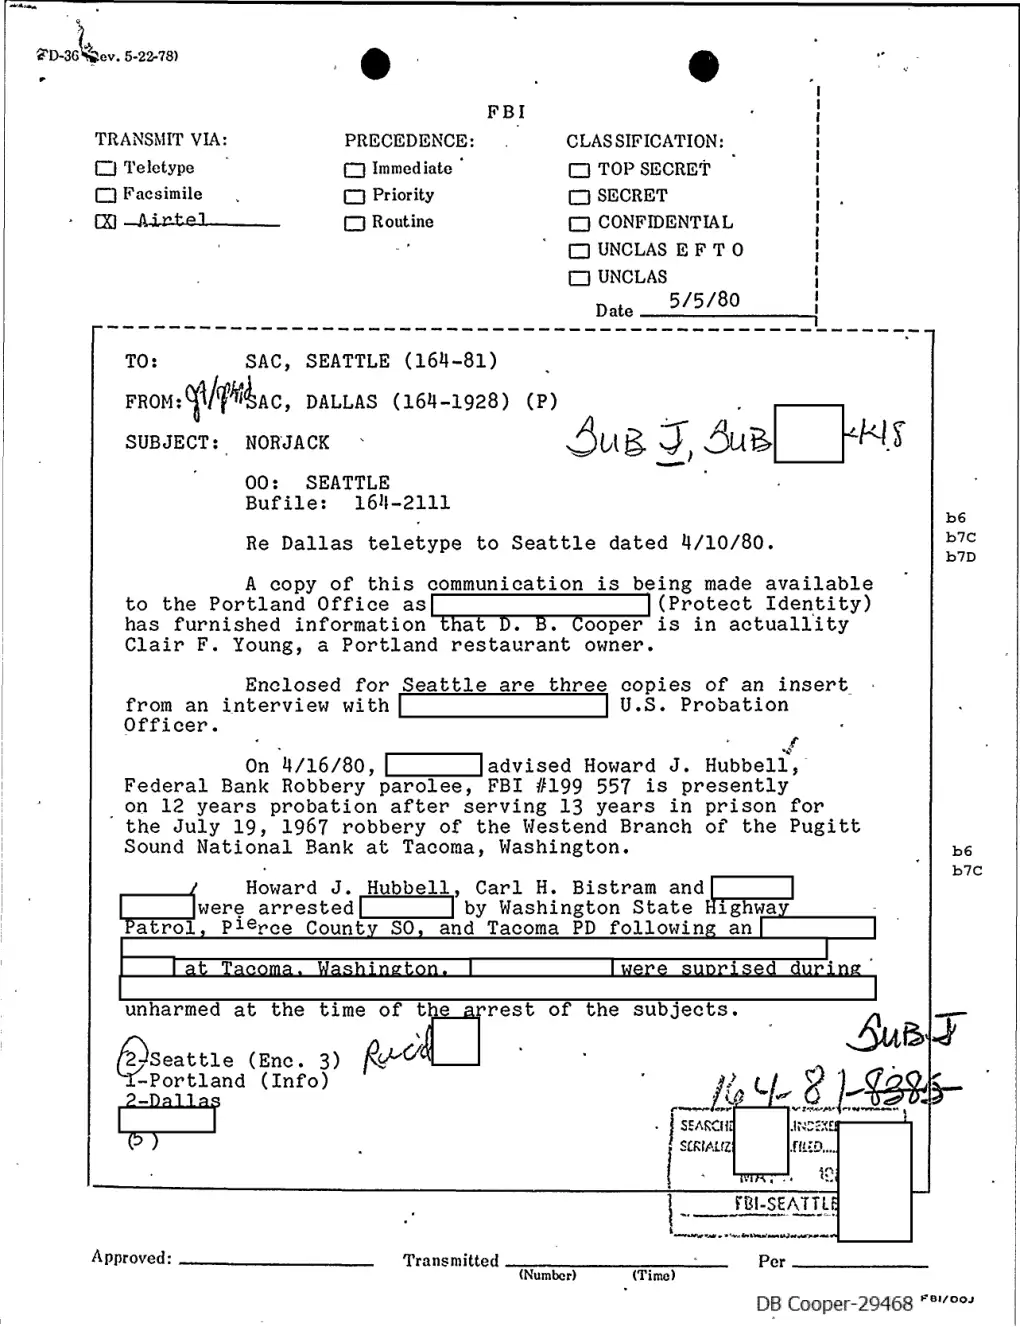 FD-36 (Rev. 5-22-78)
FBI
TRANSMIT VIA:
Teletype
Facsimile
[X] Airtel
PRECEDENCE:
Immediate
Priority
Routine
CLASSIFICATION:
TOP SECRET
SECRET
CONFIDENTIAL
UNCLAS E F T O
UNCLAS
Date 5/5/80
TO: SAC, SEATTLE (164-81)
FROM: SAC, DALLAS (164-1928) (P)
SUBJECT: NORJACK
SUB J, SUB
OO: SEATTLE
Bufile: 164-2111
b6
b7C
b7D
Re Dallas teletype to Seattle dated 4/10/80.
A copy of this communication is being made available
to the Portland Office as (Protect Identity)
has furnished information that D. B. Cooper is in actuallity
Clair F. Young, a Portland restaurant owner.
Enclosed for Seattle are three copies of an insert
from an interview with U.S. Probation
Officer.
On 4/16/80, advised Howard J. Hubbell,
Federal Bank Robbery parolee, FBI #199 557 is presently
on 12 years probation after serving 13 years in prison for
the July 19, 1967 robbery of the Westend Branch of the Pugitt
Sound National Bank at Tacoma, Washington.
b6
b7C
Howard J. Hubbell, Carl H. Bistram and
were arrested by Washington State Highway
Patrol, Pierce County SO, and Tacoma PD following an
at Tacoma, Washington. were suprised during
unharmed at the time of the arrest of the subjects.
SUB J
2-Seattle (Enc. 3)
1-Portland (Info)
2-Dallas
(5)
164-81-8385
SEARCHE INDEXE
SERIALIZ FILED
FBI-SEATTLE
Approved: Transmitted Per
(Number) (Time)
DB Cooper-29468
FBI/DOJ